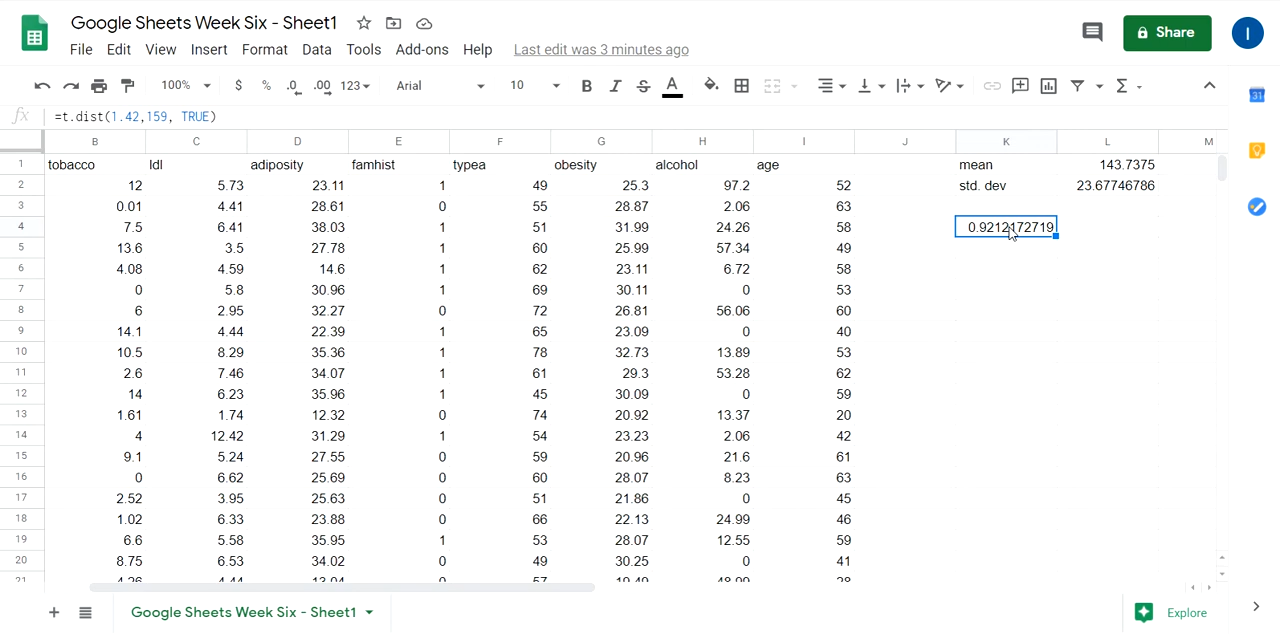 Google Sheets Week Six - Sheet1
File Edit View Insert Format Data Tools Add-ons Help Last edit was 3 minutes ago
Share
I
100% $ % .0 .00 123 Arial 10 B I S A Σ
31
fx =t.dist(1.42,159, TRUE)
B C D E F G H I J K L M
1 tobacco ldl adiposity famhist typea obesity alcohol age mean 143.7375
2 12 5.73 23.11 1 49 25.3 97.2 52 std. dev 23.67746786
3 0.01 4.41 28.61 0 55 28.87 2.06 63
4 7.5 6.41 38.03 1 51 31.99 24.26 58 0.9212172719
5 13.6 3.5 27.78 1 60 25.99 57.34 49
6 4.08 4.59 14.6 1 62 23.11 6.72 58
7 0 5.8 30.96 1 69 30.11 0 53
8 6 2.95 32.27 0 72 26.81 56.06 60
9 14.1 4.44 22.39 1 65 23.09 0 40
10 10.5 8.29 35.36 1 78 32.73 13.89 53
11 2.6 7.46 34.07 1 61 29.3 53.28 62
12 14 6.23 35.96 1 45 30.09 0 59
13 1.61 1.74 12.32 0 74 20.92 13.37 20
14 4 12.42 31.29 1 54 23.23 2.06 42
15 9.1 5.24 27.55 0 59 20.96 21.6 61
16 0 6.62 25.69 0 60 28.07 8.23 63
17 2.52 3.95 25.63 0 51 21.86 0 45
18 1.02 6.33 23.88 0 66 22.13 24.99 46
19 6.6 5.58 35.95 1 53 28.07 12.55 59
20 8.75 6.53 34.02 0 49 30.25 0 41
21 4.26 4.44 13.04 0 57 19.49 48.99 28
Google Sheets Week Six - Sheet1
Explore